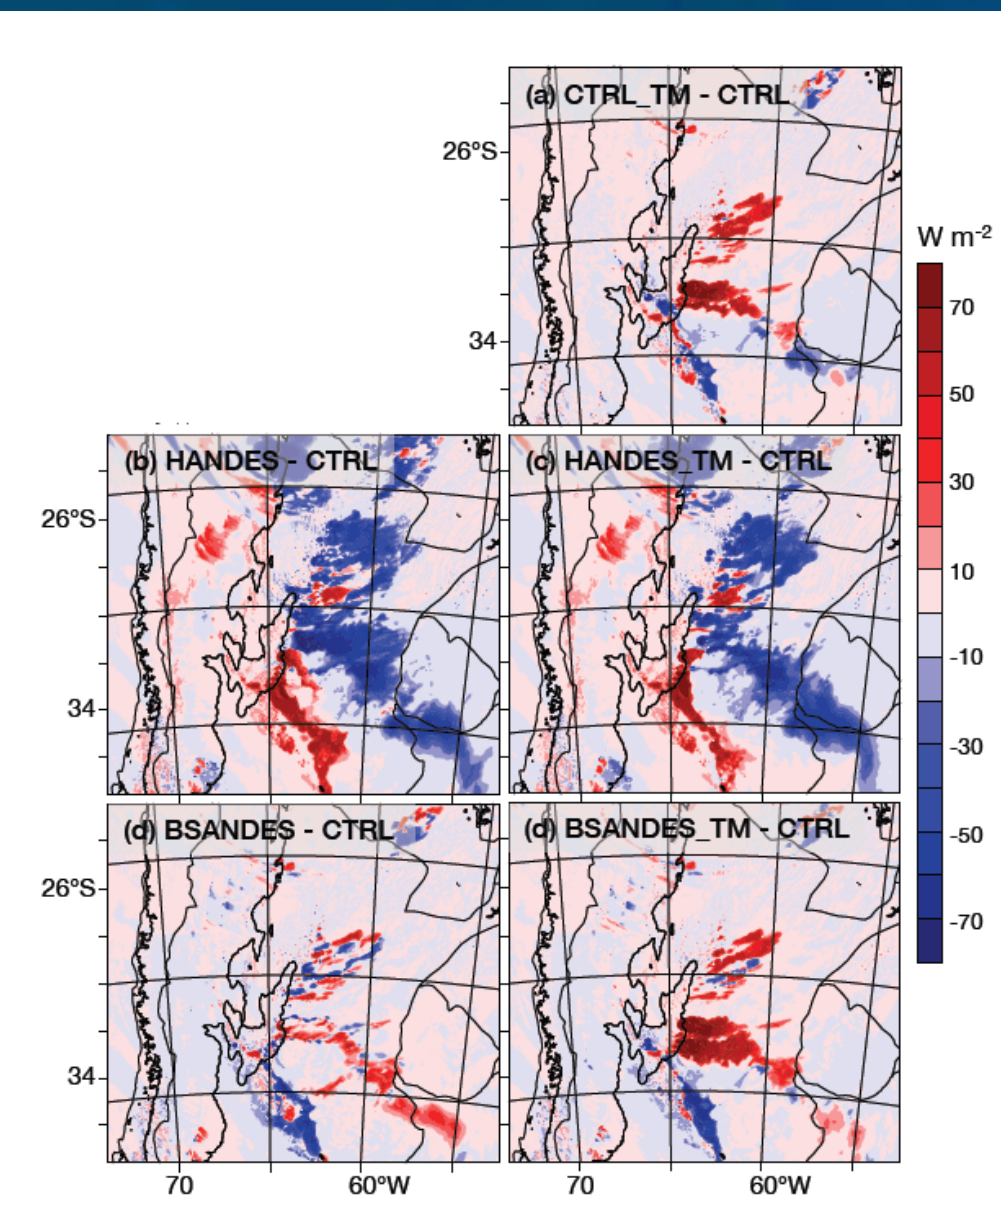 (a) CTRL_TM - CTRL
26°S
34
W m-2
70
50
30
10
-10
-30
-50
-70
(b) HANDES - CTRL
(c) HANDES_TM - CTRL
26°S
34
(d) BSANDES - CTRL
(d) BSANDES_TM - CTRL
26°S
34
70
60°W
70
60°W